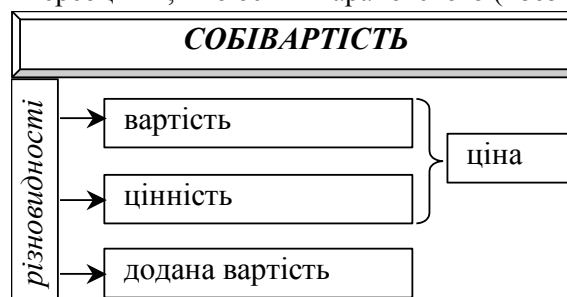 СОБІВАРТІСТЬ
різновидності
вартість
цінність
ціна
додана вартість